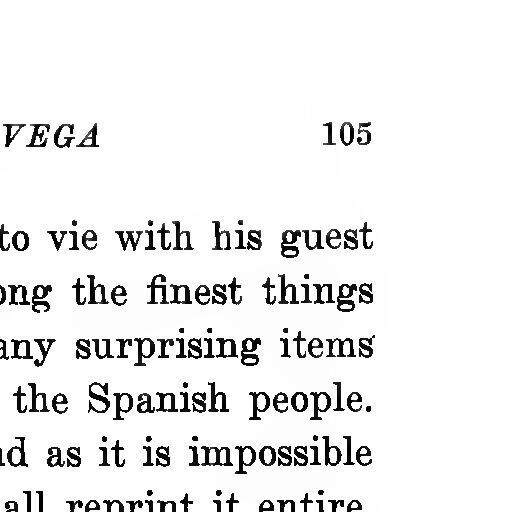 VEGA 105
to vie with his guest
ong the finest things
any surprising items
the Spanish people.
nd as it is impossible
all reprint it entire.